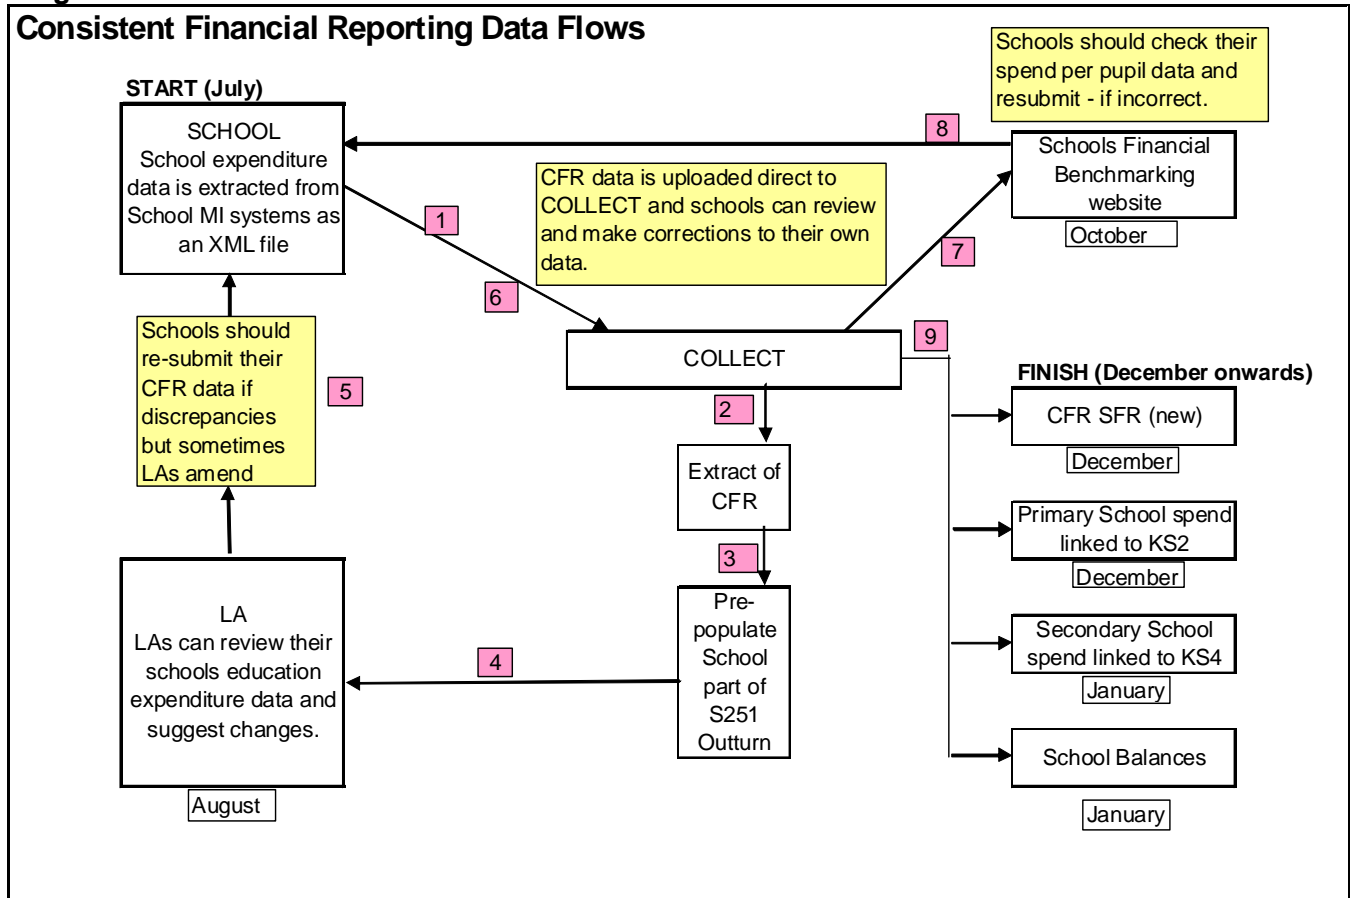 Consistent Financial Reporting Data Flows
Schools should check their
spend per pupil data and
resubmit - if incorrect.
START (July)
SCHOOL
School expenditure
data is extracted from
School MI systems as
an XML file
8
Schools Financial
Benchmarking
website
October
CFR data is uploaded direct to
COLLECT and schools can review
and make corrections to their own
data.
1
6
7
Schools should
re-submit their
CFR data if
discrepancies
but sometimes
LAs amend
5
COLLECT
9
FINISH (December onwards)
2
CFR SFR (new)
December
Extract of
CFR
Primary School spend
linked to KS2
December
3
Pre-
populate
School
part of
S251
Outturn
LA
LAs can review their
schools education
expenditure data and
suggest changes.
4
Secondary School
spend linked to KS4
January
School Balances
August
January